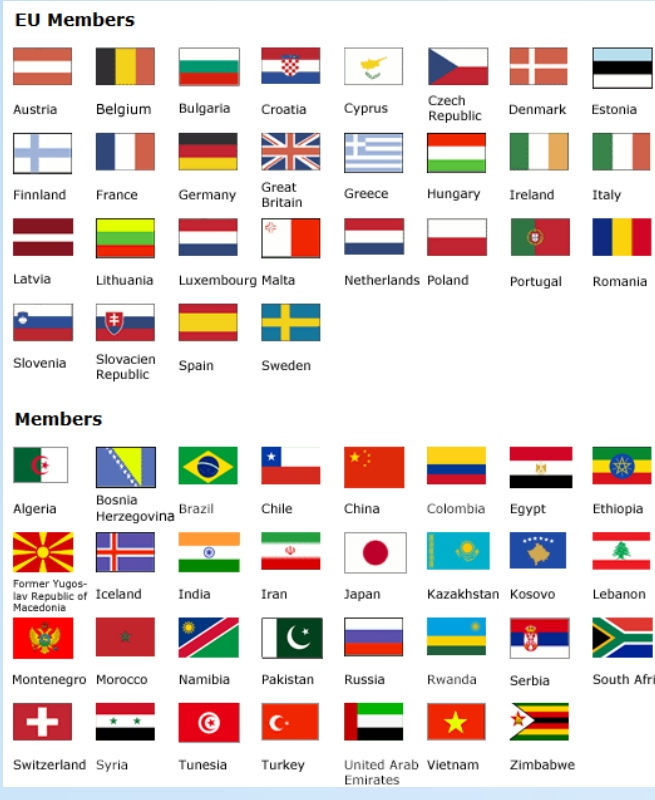 EU Members
Austria Belgium Bulgaria Croatia Cyprus Czech Republic Denmark Estonia
Finnland France Germany Great Britain Greece Hungary Ireland Italy
Latvia Lithuania Luxembourg Malta Netherlands Poland Portugal Romania
Slovenia Slovacien Republic Spain Sweden
Members
Algeria Bosnia Herzegovina Brazil Chile China Colombia Egypt Ethiopia
Former Yugos-
lav Republic of
Macedonia Iceland India Iran Japan Kazakhstan Kosovo Lebanon
Montenegro Morocco Namibia Pakistan Russia Rwanda Serbia South Afri
Switzerland Syria Tunesia Turkey United Arab Emirates Vietnam Zimbabwe